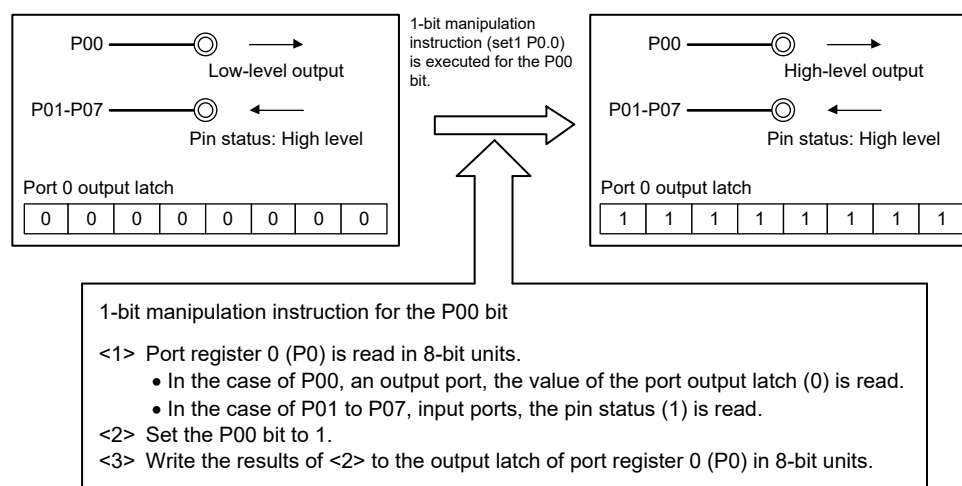 P00
Low-level output
P01-P07
Pin status: High level
Port 0 output latch
0 0 0 0 0 0 0 0
1-bit manipulation
instruction (set1 P0.0)
is executed for the P00
bit.
P00
High-level output
P01-P07
Pin status: High level
Port 0 output latch
1 1 1 1 1 1 1 1
1-bit manipulation instruction for the P00 bit
<1> Port register 0 (P0) is read in 8-bit units.
• In the case of P00, an output port, the value of the port output latch (0) is read.
• In the case of P01 to P07, input ports, the pin status (1) is read.
<2> Set the P00 bit to 1.
<3> Write the results of <2> to the output latch of port register 0 (P0) in 8-bit units.